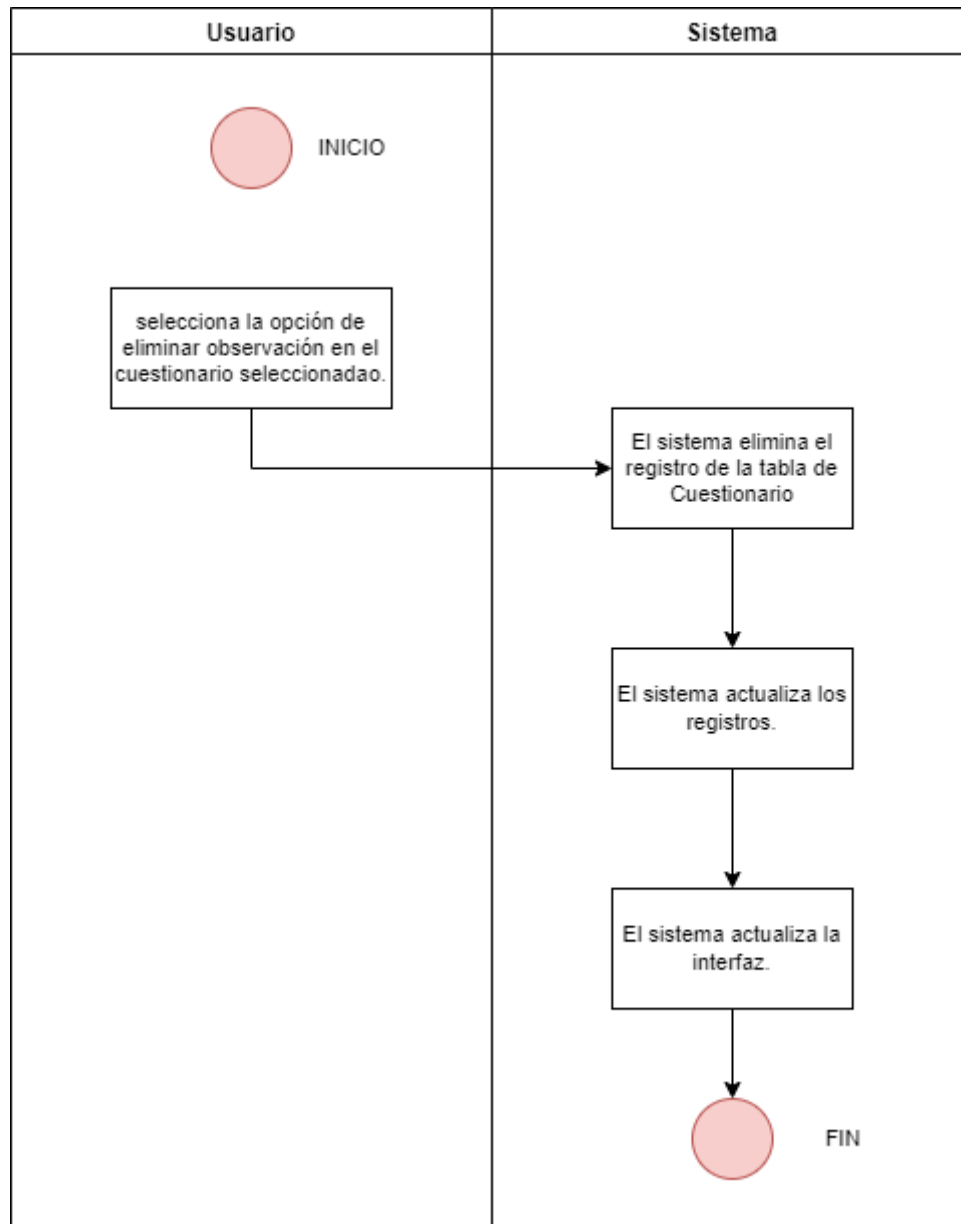 Usuario
Sistema
INICIO
selecciona la opción de
eliminar observación en el
cuestionario seleccionadao.
El sistema elimina el
registro de la tabla de
Cuestionario
El sistema actualiza los
registros.
El sistema actualiza la
interfaz.
FIN